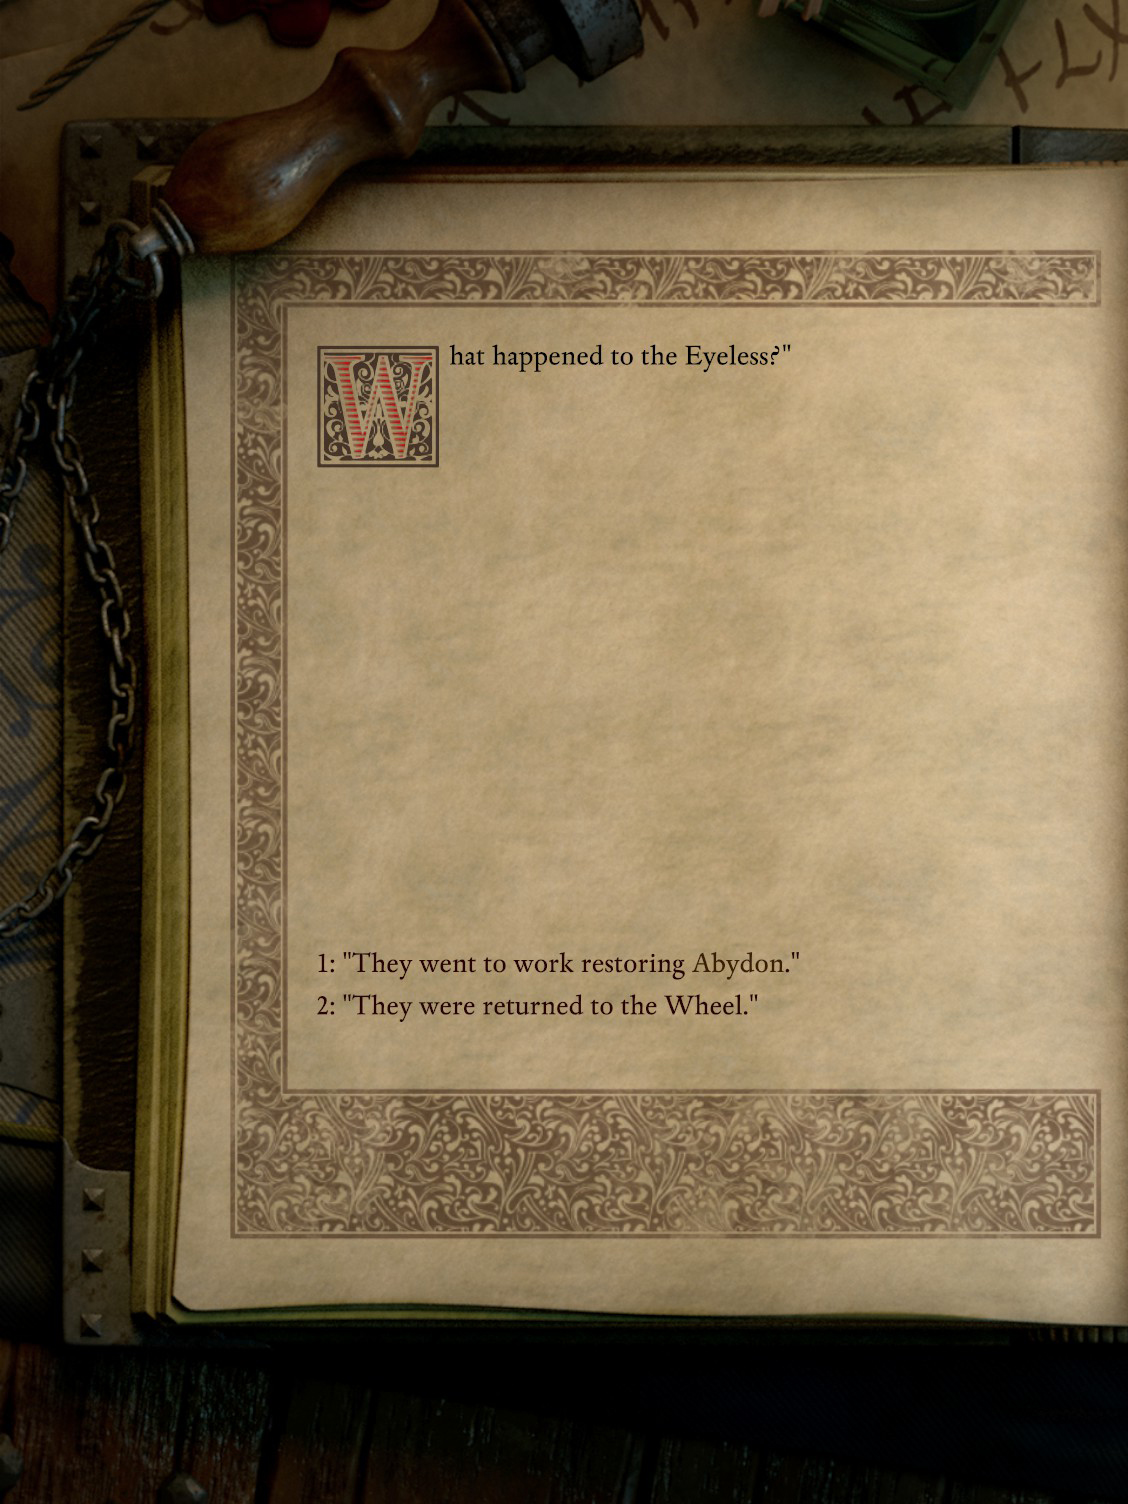 What happened to the Eyeless?"
1: "They went to work restoring Abydon."
2: "They were returned to the Wheel."